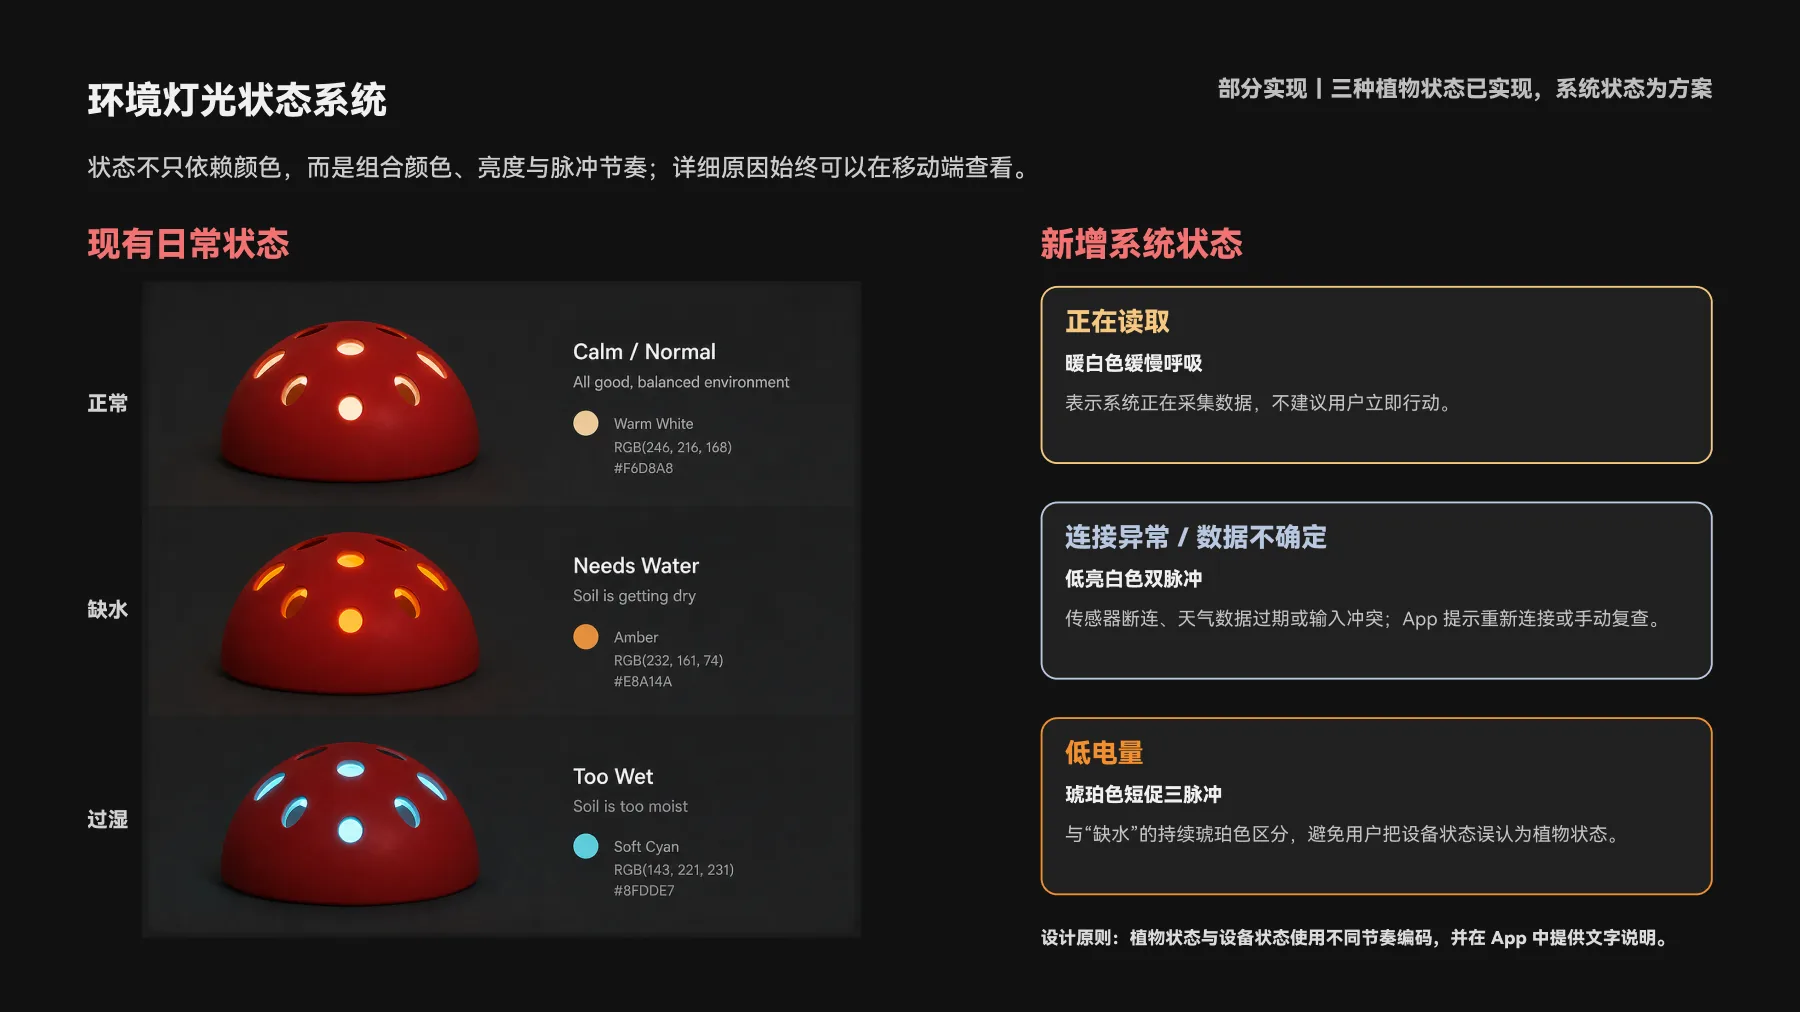 环境灯光状态系统
部分实现丨三种植物状态已实现，系统状态为方案
状态不只依赖颜色，而是组合颜色、亮度与脉冲节奏；详细原因始终可以在移动端查看。
现有日常状态
正常
Calm / Normal
All good, balanced environment
Warm White
RGB(246, 216, 168)
#F6D8A8
缺水
Needs Water
Soil is getting dry
Amber
RGB(232, 161, 74)
#E8A14A
过湿
Too Wet
Soil is too moist
Soft Cyan
RGB(143, 221, 231)
#8FDDE7
新增系统状态
正在读取
暖白色缓慢呼吸
表示系统正在采集数据，不建议用户立即行动。
连接异常 / 数据不确定
低亮白色双脉冲
传感器断连、天气数据过期或输入冲突；App 提示重新连接或手动复查。
低电量
琥珀色短促三脉冲
与“缺水”的持续琥珀色区分，避免用户把设备状态误认为植物状态。
设计原则：植物状态与设备状态使用不同节奏编码，并在 App 中提供文字说明。